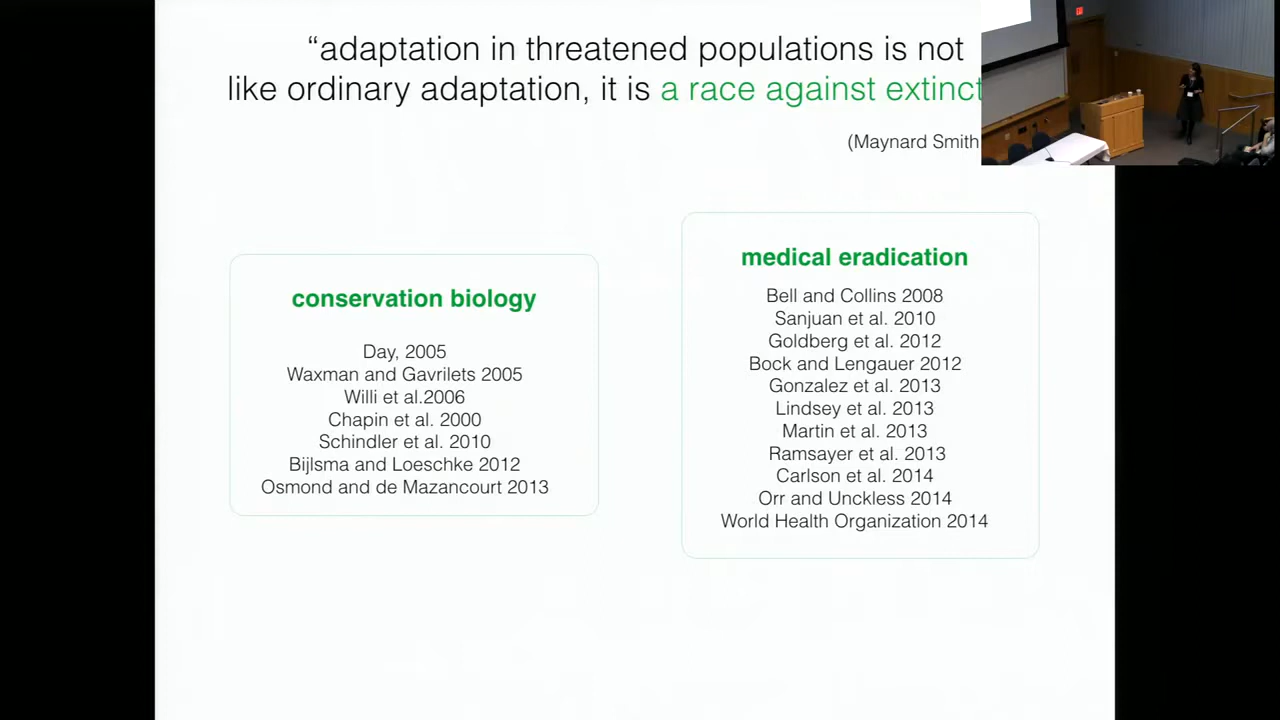 “adaptation in threatened populations is not
like ordinary adaptation, it is a race against extinct
(Maynard Smith
conservation biology
Day, 2005
Waxman and Gavrilets 2005
Willi et al.2006
Chapin et al. 2000
Schindler et al. 2010
Bijlsma and Loeschke 2012
Osmond and de Mazancourt 2013
medical eradication
Bell and Collins 2008
Sanjuan et al. 2010
Goldberg et al. 2012
Bock and Lengauer 2012
Gonzalez et al. 2013
Lindsey et al. 2013
Martin et al. 2013
Ramsayer et al. 2013
Carlson et al. 2014
Orr and Unckless 2014
World Health Organization 2014